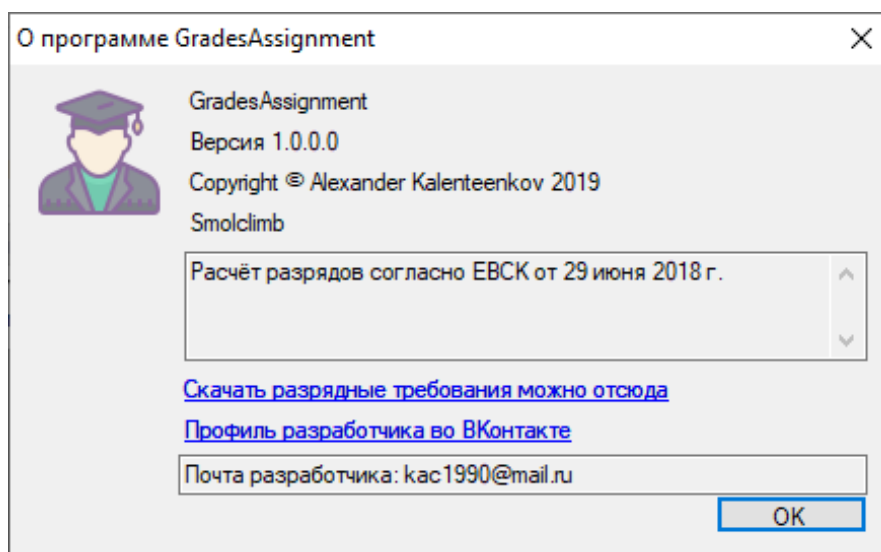 О программе GradesAssignment
GradesAssignment
Версия 1.0.0.0
Copyright © Alexander Kalenteenkov 2019
Smolclimb
Расчёт разрядов согласно ЕВСК от 29 июня 2018 г.
Скачать разрядные требования можно отсюда
Профиль разработчика во ВКонтакте
Почта разработчика: kac1990@mail.ru
OK